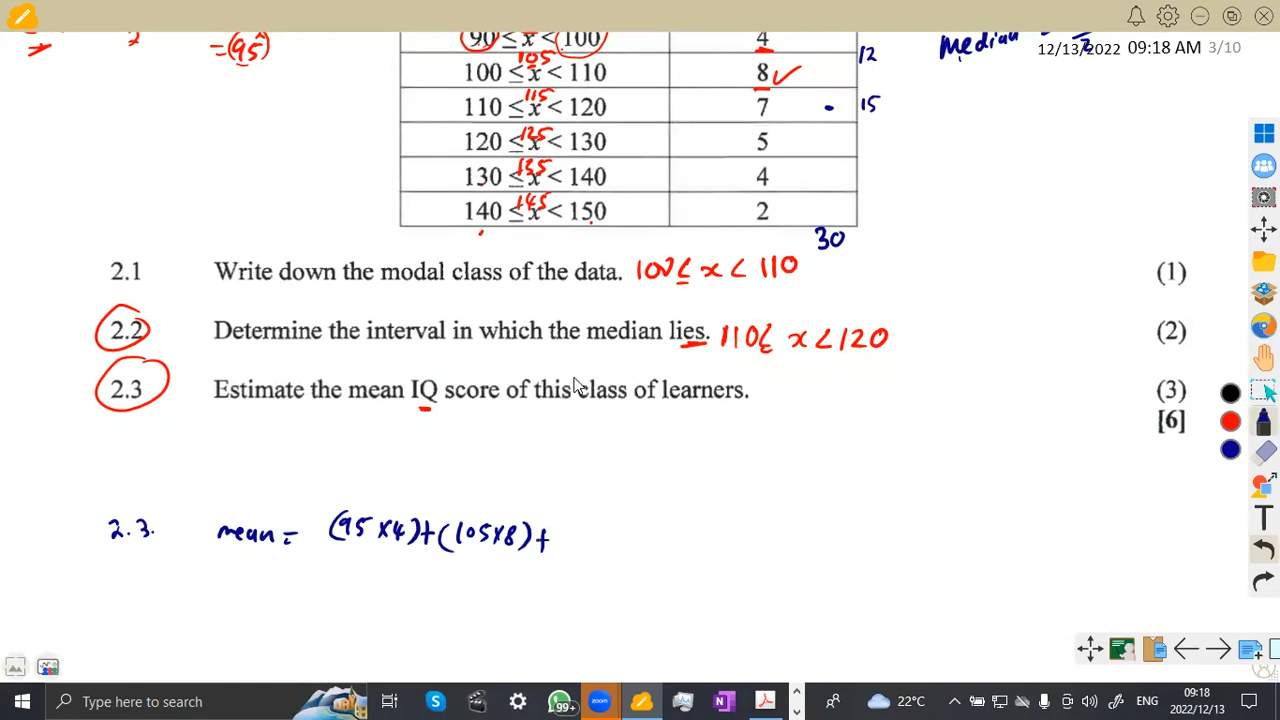 12/13/2022 09:18 AM 3/10
= (95)
90 ≤ x < 100 4
Median
12
105
100 ≤ x < 110 8 ✓
115
110 ≤ x < 120 7 15
125
120 ≤ x < 130 5
135
130 ≤ x < 140 4
145
140 ≤ x < 150 2
30
2.1 Write down the modal class of the data. 100 ≤ x < 110 (1)
2.2 Determine the interval in which the median lies. 110 ≤ x < 120 (2)
2.3 Estimate the mean IQ score of this class of learners. (3)
[6]
2.3. mean = (95 x 4) + (105 x 8) +
Type here to search
99+
22°C
ENG
09:18
2022/12/13